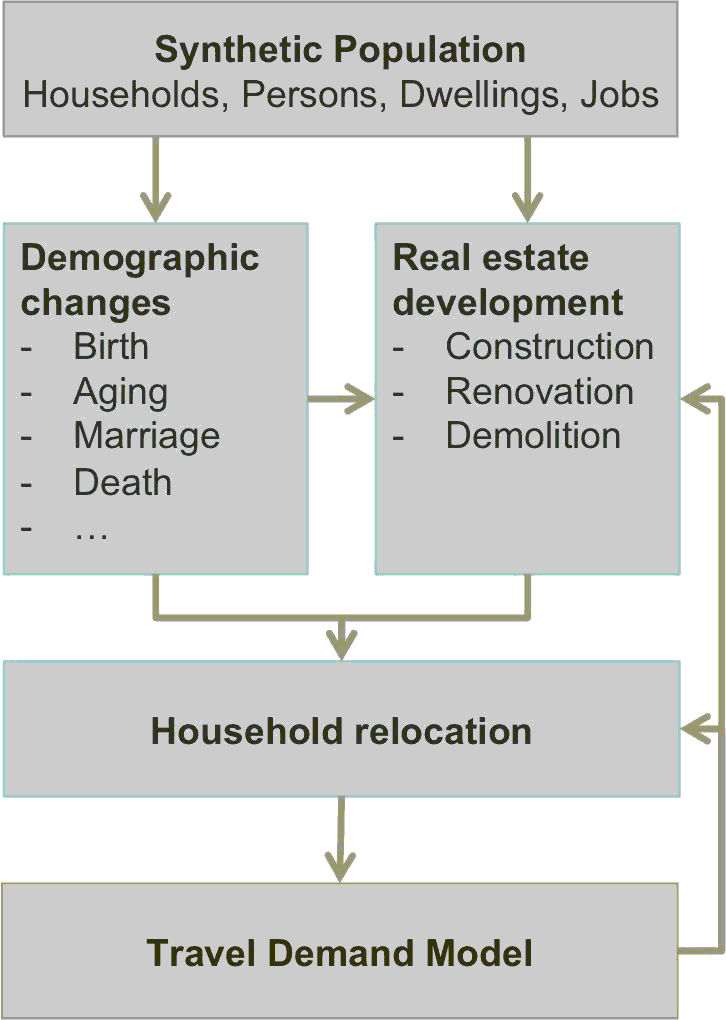 Synthetic Population
Households, Persons, Dwellings, Jobs
Demographic
changes
- Birth
- Aging
- Marriage
- Death
- …
Real estate
development
- Construction
- Renovation
- Demolition
Household relocation
Travel Demand Model